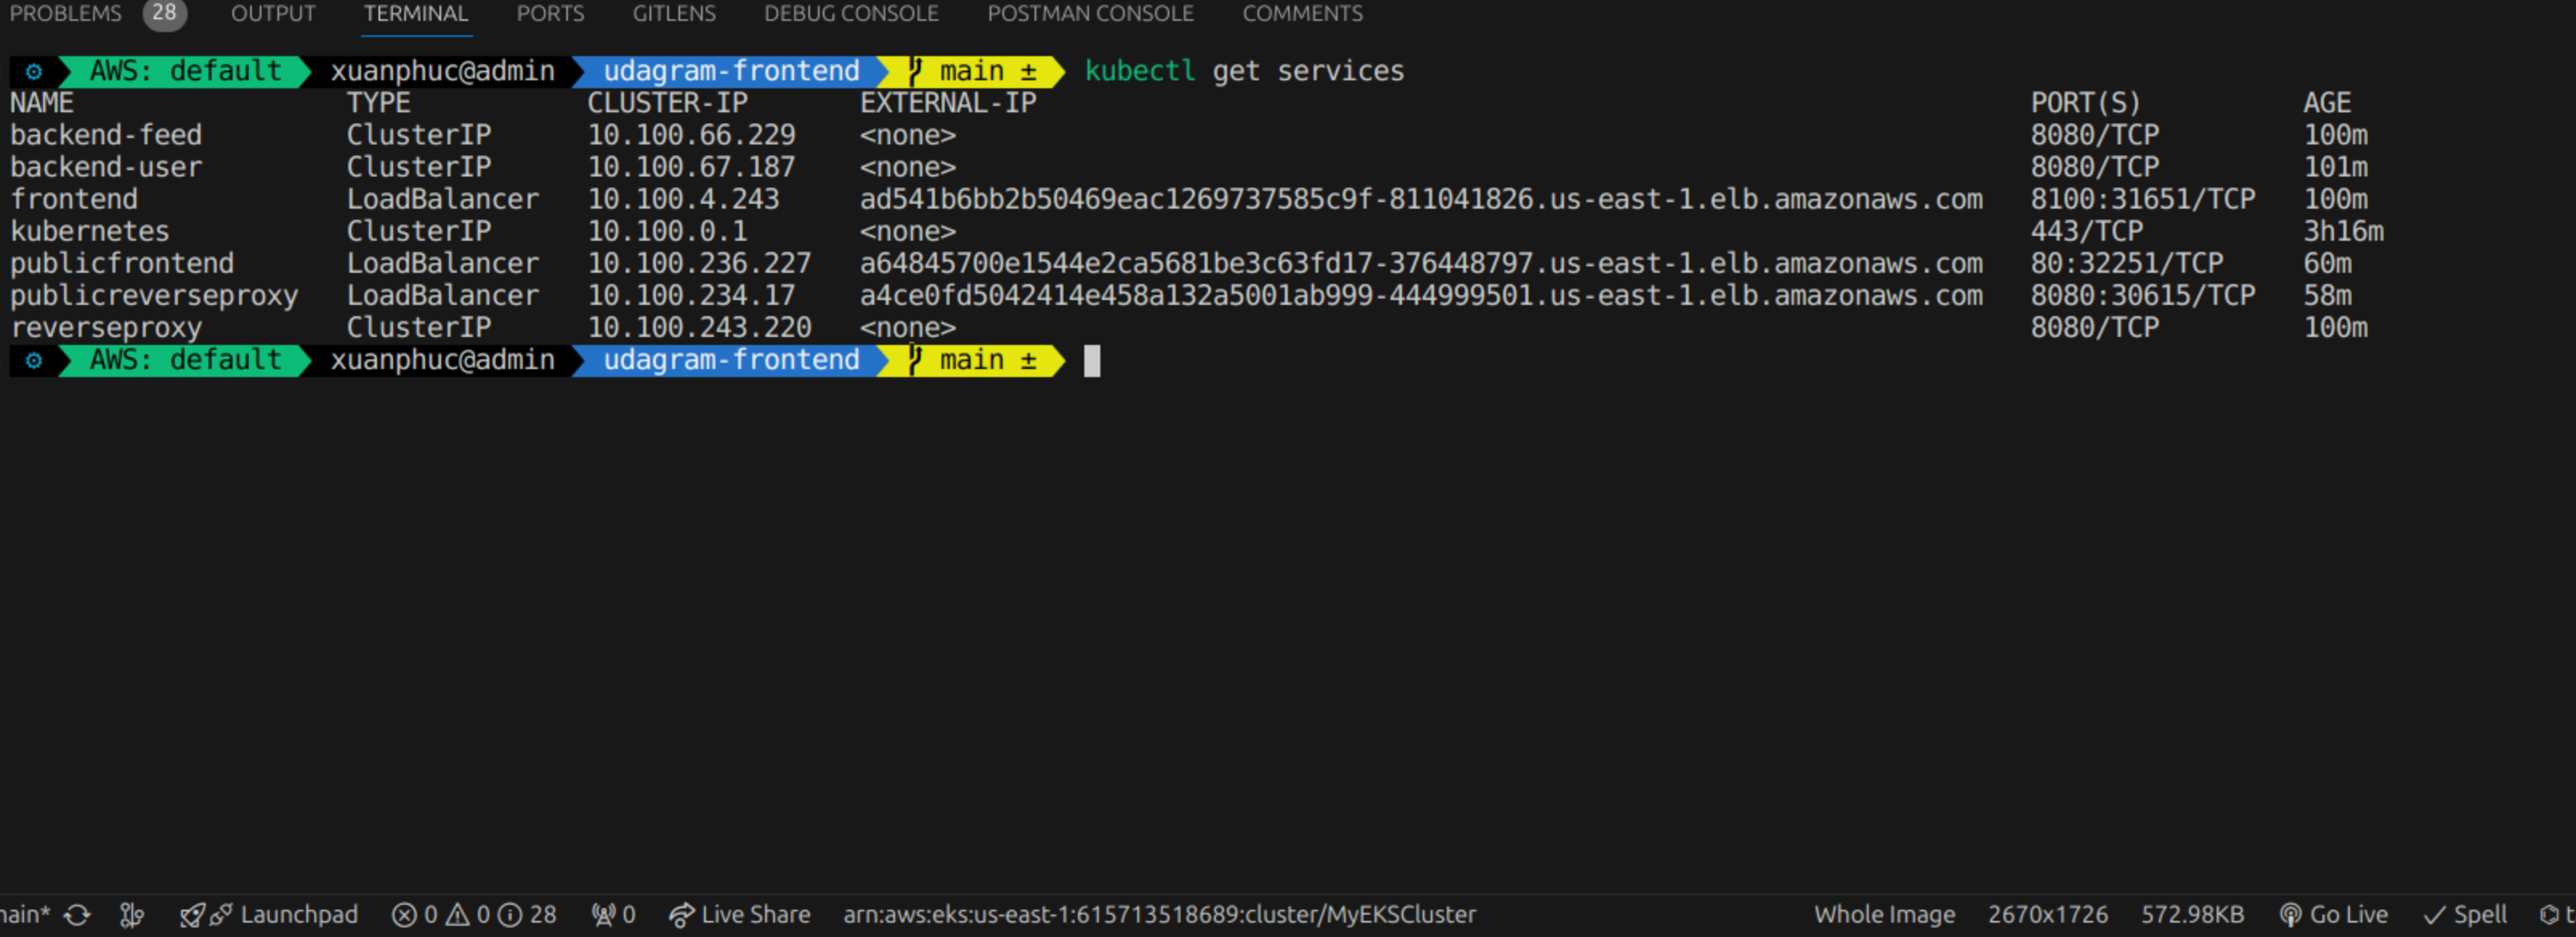 PROBLEMS 28 OUTPUT TERMINAL PORTS GITLENS DEBUG CONSOLE POSTMAN CONSOLE COMMENTS
AWS: default xuanphuc@admin udagram-frontend main ± kubectl get services
NAME TYPE CLUSTER-IP EXTERNAL-IP PORT(S) AGE
backend-feed ClusterIP 10.100.66.229 <none> 8080/TCP 100m
backend-user ClusterIP 10.100.67.187 <none> 8080/TCP 101m
frontend LoadBalancer 10.100.4.243 ad541b6bb2b50469eac1269737585c9f-811041826.us-east-1.elb.amazonaws.com 8100:31651/TCP 100m
kubernetes ClusterIP 10.100.0.1 <none> 443/TCP 3h16m
publicfrontend LoadBalancer 10.100.236.227 a64845700e1544e2ca5681be3c63fd17-376448797.us-east-1.elb.amazonaws.com 80:32251/TCP 60m
publicreverseproxy LoadBalancer 10.100.234.17 a4ce0fd5042414e458a132a5001ab999-444999501.us-east-1.elb.amazonaws.com 8080:30615/TCP 58m
reverseproxy ClusterIP 10.100.243.220 <none> 8080/TCP 100m
AWS: default xuanphuc@admin udagram-frontend main ±
ain* Launchpad 0 0 28 0 Live Share arn:aws:eks:us-east-1:615713518689:cluster/MyEKSCluster Whole Image 2670x1726 572.98KB Go Live Spell t